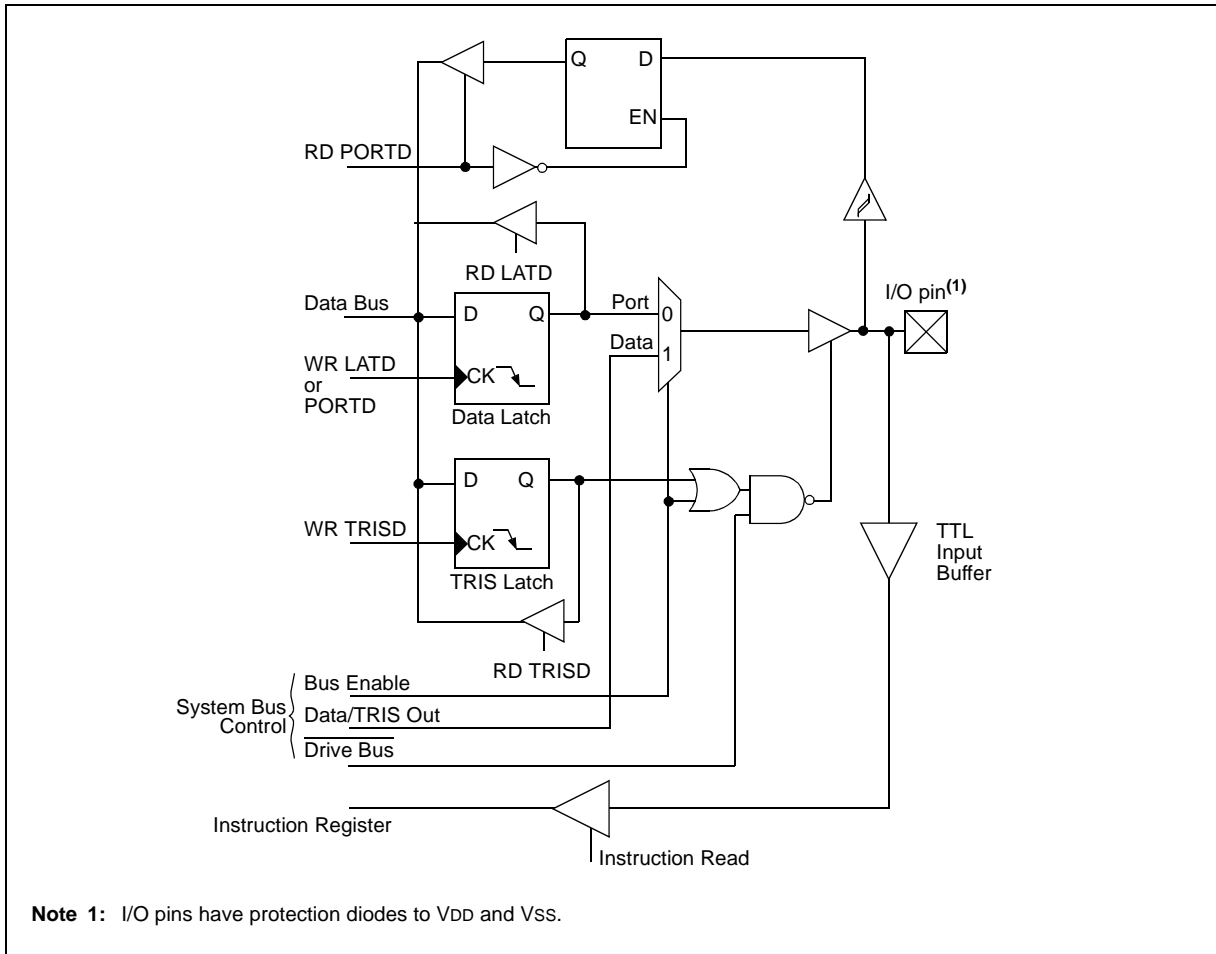 Q D
EN
RD PORTD
RD LATD
Data Bus
D Q
Port
0
Data
1
I/O pin(1)
WR LATD
or
PORTD
CK
Data Latch
D Q
WR TRISD
CK
TRIS Latch
TTL
Input
Buffer
RD TRISD
System Bus
Control
Bus Enable
Data/TRIS Out
Drive Bus
Instruction Register
Instruction Read
Note 1: I/O pins have protection diodes to VDD and VSS.